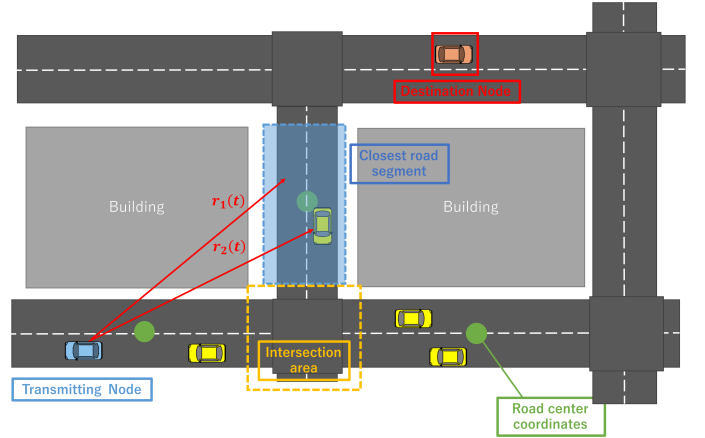 Destination Node
Closest road
segment
Building
r₁(t)
Building
r₂(t)
Intersection
area
Transmitting Node
Road center
coordinates